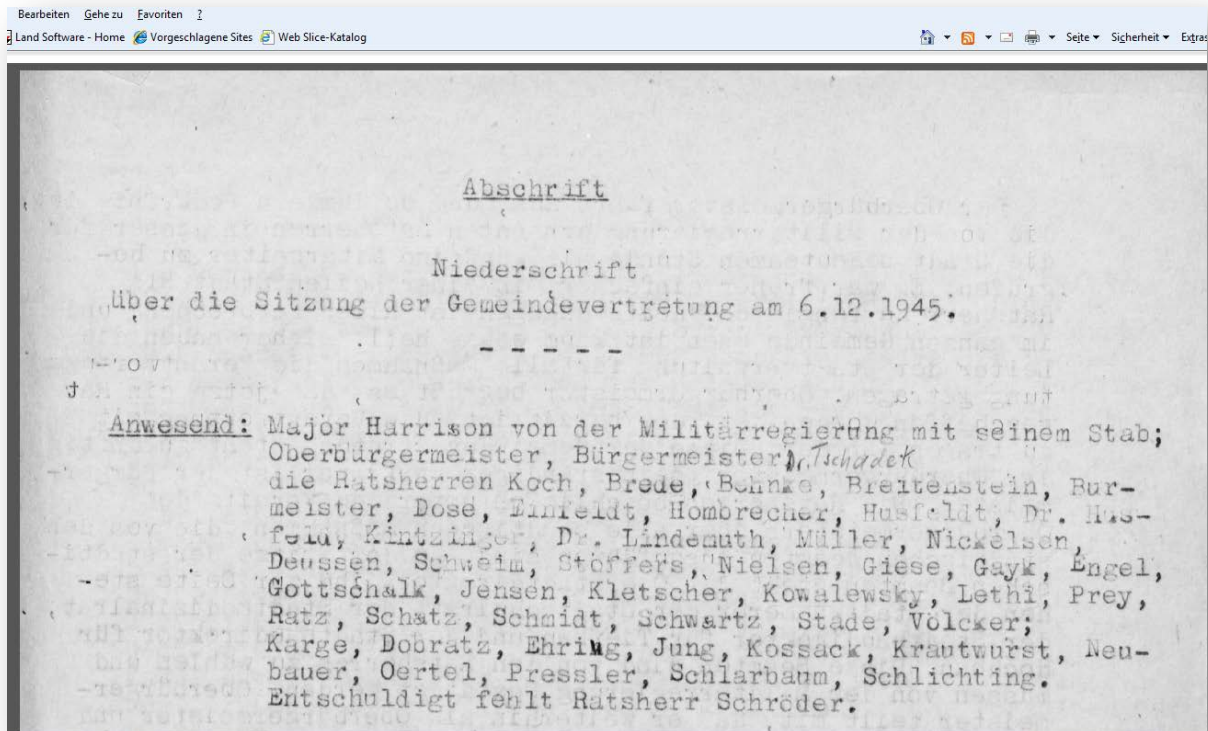 Bearbeiten Gehe zu Favoriten ?
Land Software - Home Vorgeschlagene Sites Web Slice-Katalog Seite Sicherheit Extras
Abschrift
Niederschrift
über die Sitzung der Gemeindevertretung am 6.12.1945.
- - - - -
Anwesend: Major Harrison von der Militärregierung mit seinem Stab;
Oberbürgermeister, Bürgermeister Dr. Tschadek
die Ratsherren Koch, Brede, Behnke, Breitenstein, Bur-
meister, Dose, Einfeldt, Hombrecher, Husfeldt, Dr. Hus-
feld, Kintzinger, Dr. Lindemuth, Müller, Nickelsen,
Deussen, Schweim, Stoffers, Nielsen, Giese, Gayk, Engel,
Gottschalk, Jensen, Kletscher, Kowalewsky, Lethi, Prey,
Ratz, Schatz, Schmidt, Schwartz, Stade, Völcker;
Karge, Dobratz, Ehring, Jung, Kossack, Krautwurst, Neu-
bauer, Oertel, Pressler, Schlarbaum, Schlichting.
Entschuldigt fehlt Ratsherr Schröder.